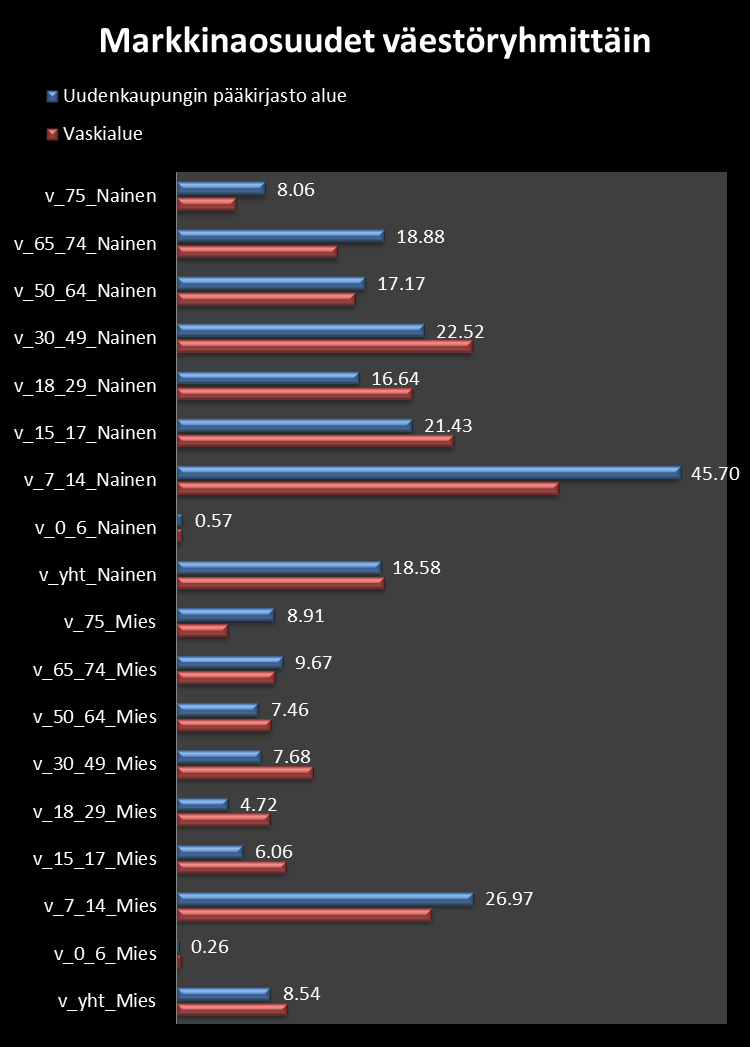 Markkinaosuudet väestöryhmittäin
Uudenkaupungin pääkirjasto alue
Vaskialue
v_75_Nainen 8.06
v_65_74_Nainen 18.88
v_50_64_Nainen 17.17
v_30_49_Nainen 22.52
v_18_29_Nainen 16.64
v_15_17_Nainen 21.43
v_7_14_Nainen 45.70
v_0_6_Nainen 0.57
v_yht_Nainen 18.58
v_75_Mies 8.91
v_65_74_Mies 9.67
v_50_64_Mies 7.46
v_30_49_Mies 7.68
v_18_29_Mies 4.72
v_15_17_Mies 6.06
v_7_14_Mies 26.97
v_0_6_Mies 0.26
v_yht_Mies 8.54